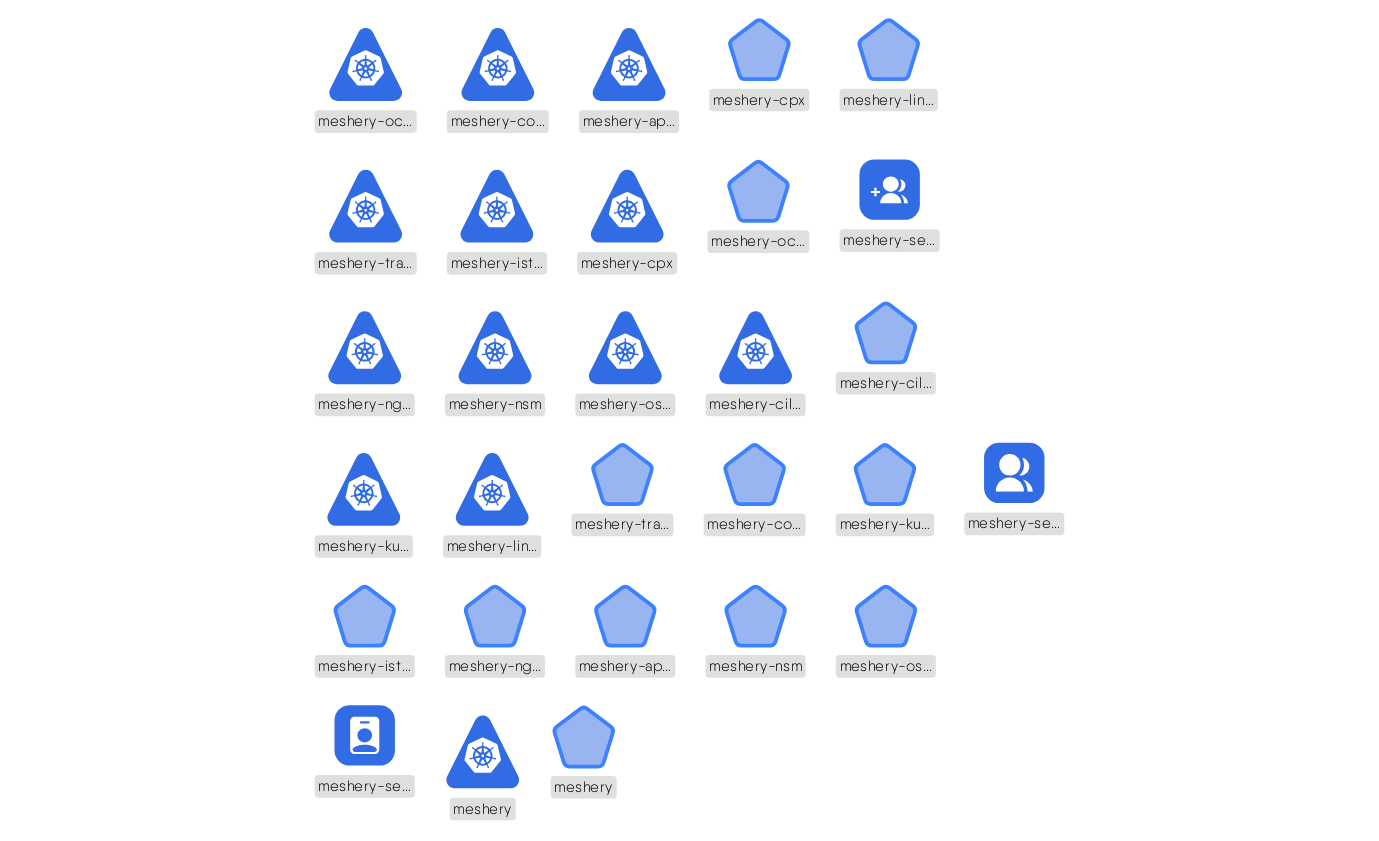 meshery-oc...
meshery-co...
meshery-ap...
meshery-cpx
meshery-lin...
meshery-tra...
meshery-ist...
meshery-cpx
meshery-oc...
meshery-se...
meshery-ng...
meshery-nsm
meshery-os...
meshery-cil...
meshery-cil...
meshery-ku...
meshery-lin...
meshery-tra...
meshery-co...
meshery-ku...
meshery-se...
meshery-ist...
meshery-ng...
meshery-ap...
meshery-nsm
meshery-os...
meshery-se...
meshery
meshery